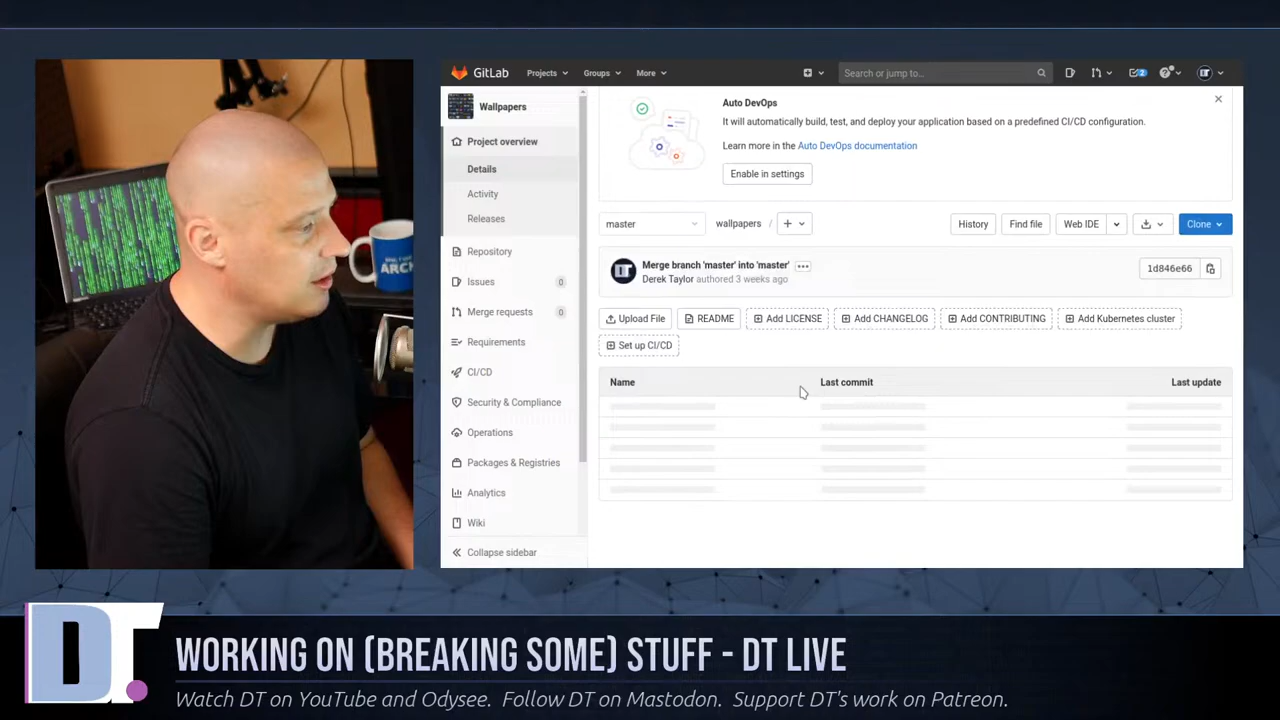 GitLab Projects Groups More Search or jump to... 2
Wallpapers
Project overview
Details
Activity
Releases
Repository
Issues 0
Merge requests 0
Requirements
CI/CD
Security & Compliance
Operations
Packages & Registries
Analytics
Wiki
Collapse sidebar
Auto DevOps
It will automatically build, test, and deploy your application based on a predefined CI/CD configuration.
Learn more in the Auto DevOps documentation
Enable in settings
master wallpapers / + History Find file Web IDE Clone
Merge branch 'master' into 'master' ...
Derek Taylor authored 3 weeks ago
1d846e66
Upload File README Add LICENSE Add CHANGELOG Add CONTRIBUTING Add Kubernetes cluster
Set up CI/CD
Name Last commit Last update
ARCH
DT.
WORKING ON (BREAKING SOME) STUFF - DT LIVE
Watch DT on YouTube and Odysee. Follow DT on Mastodon. Support DT's work on Patreon.